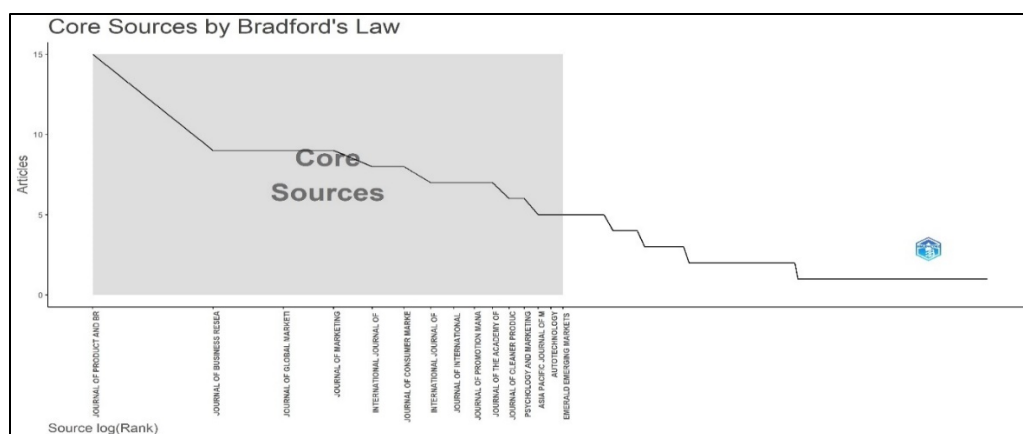 Core Sources by Bradford's Law
15
10
5
0
Articles
Core
Sources
JOURNAL OF PRODUCT AND BR
JOURNAL OF BUSINESS RESEA
JOURNAL OF GLOBAL MARKETI
JOURNAL OF MARKETING
INTERNATIONAL JOURNAL OF
JOURNAL OF CONSUMER MARKE
INTERNATIONAL JOURNAL OF
JOURNAL OF INTERNATIONAL
JOURNAL OF PROMOTION MANA
JOURNAL OF THE ACADEMY OF
JOURNAL OF CLEANER PRODUC
PSYCHOLOGY AND MARKETING
ASIA PACIFIC JOURNAL OF M
AUTOTECHNOLOGY
EMERALD EMERGING MARKETS
Source log(Rank)